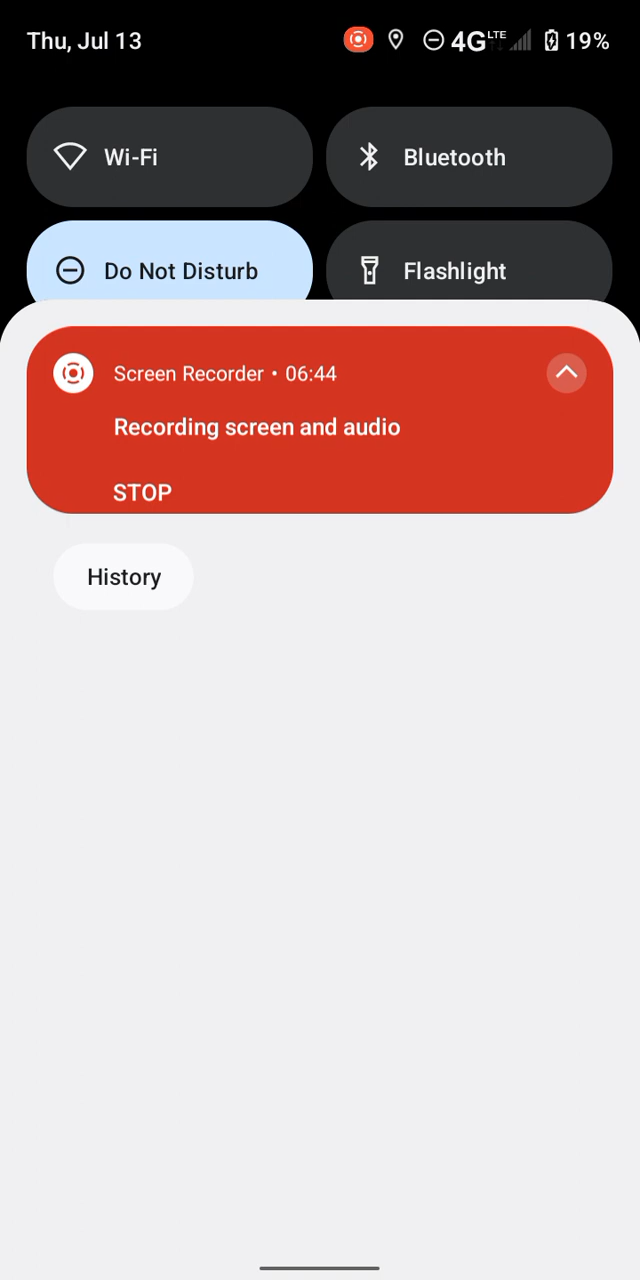 Thu, Jul 13
4G LTE
19%
Wi-Fi
Bluetooth
Do Not Disturb
Flashlight
Screen Recorder • 06:44
Recording screen and audio
STOP
History